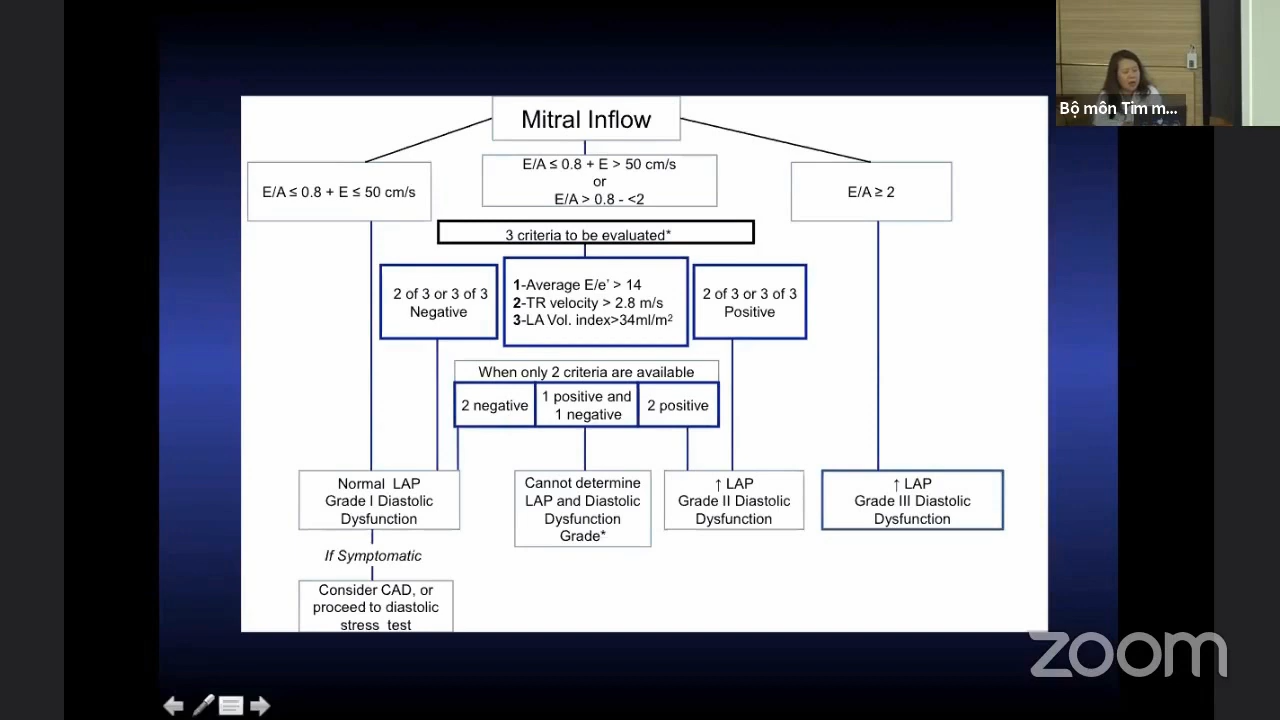 Mitral Inflow
E/A ≤ 0.8 + E ≤ 50 cm/s
E/A ≤ 0.8 + E > 50 cm/s
or
E/A > 0.8 - <2
E/A ≥ 2
3 criteria to be evaluated*
2 of 3 or 3 of 3
Negative
1-Average E/e’ > 14
2-TR velocity > 2.8 m/s
3-LA Vol. index>34ml/m²
2 of 3 or 3 of 3
Positive
When only 2 criteria are available
2 negative
1 positive and
1 negative
2 positive
Normal LAP
Grade I Diastolic
Dysfunction
Cannot determine
LAP and Diastolic
Dysfunction
Grade*
↑ LAP
Grade II Diastolic
Dysfunction
↑ LAP
Grade III Diastolic
Dysfunction
If Symptomatic
Consider CAD, or
proceed to diastolic
stress test
Bộ môn Tim m...
zoom